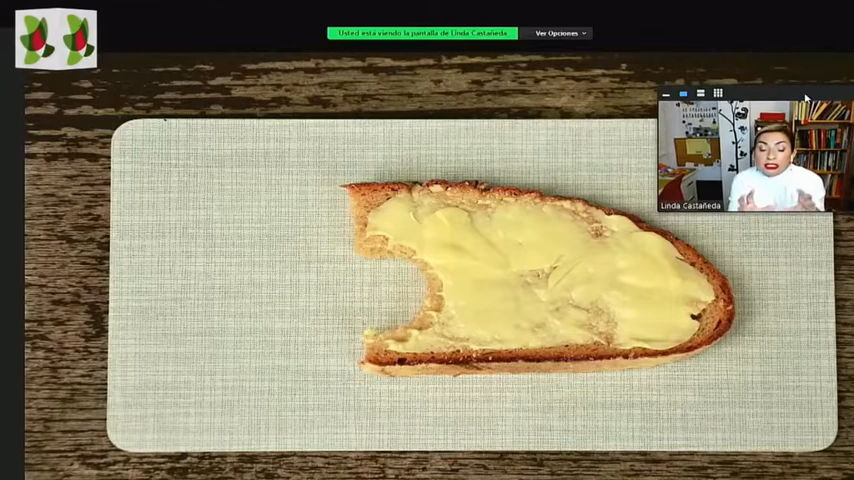 Usted está viendo la pantalla de Linda Castañeda
Ver Opciones
Linda Castañeda